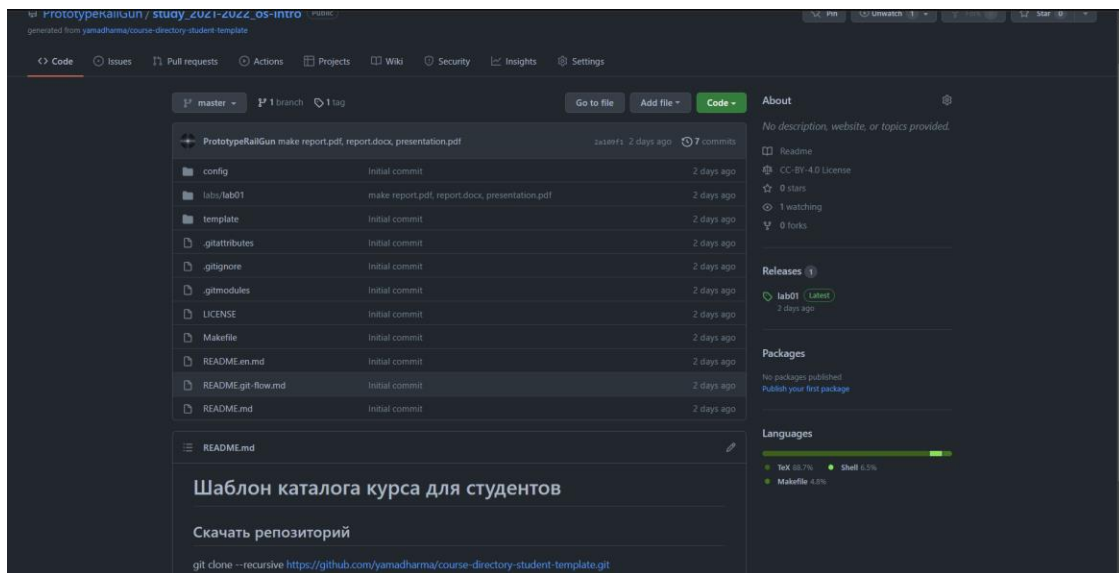 PrototypeRailGun / study_2021-2022_os-intro Public
Pin Unwatch 1 Star 0
generated from yamadharma/course-directory-student-template
<> Code Issues Pull requests Actions Projects Wiki Security Insights Settings
master 1 branch 1 tag Go to file Add file Code
PrototypeRailGun make report.pdf, report.docx, presentation.pdf 2 days ago 7 commits
config Initial commit 2 days ago
labs/lab01 make report.pdf, report.docx, presentation.pdf 2 days ago
template Initial commit 2 days ago
.gitattributes Initial commit 2 days ago
.gitignore Initial commit 2 days ago
.gitmodules Initial commit 2 days ago
LICENSE Initial commit 2 days ago
Makefile Initial commit 2 days ago
README.en.md Initial commit 2 days ago
README.git-flow.md Initial commit 2 days ago
README.md Initial commit 2 days ago
README.md
Шаблон каталога курса для студентов
Скачать репозиторий
git clone --recursive https://github.com/yamadharma/course-directory-student-template.git
About
No description, website, or topics provided.
Readme
CC-BY-4.0 License
0 stars
1 watching
0 forks
Releases 1
lab01 Latest
2 days ago
Packages
No packages published
Publish your first package
Languages
TeX 88.7% Shell 6.5%
Makefile 4.8%